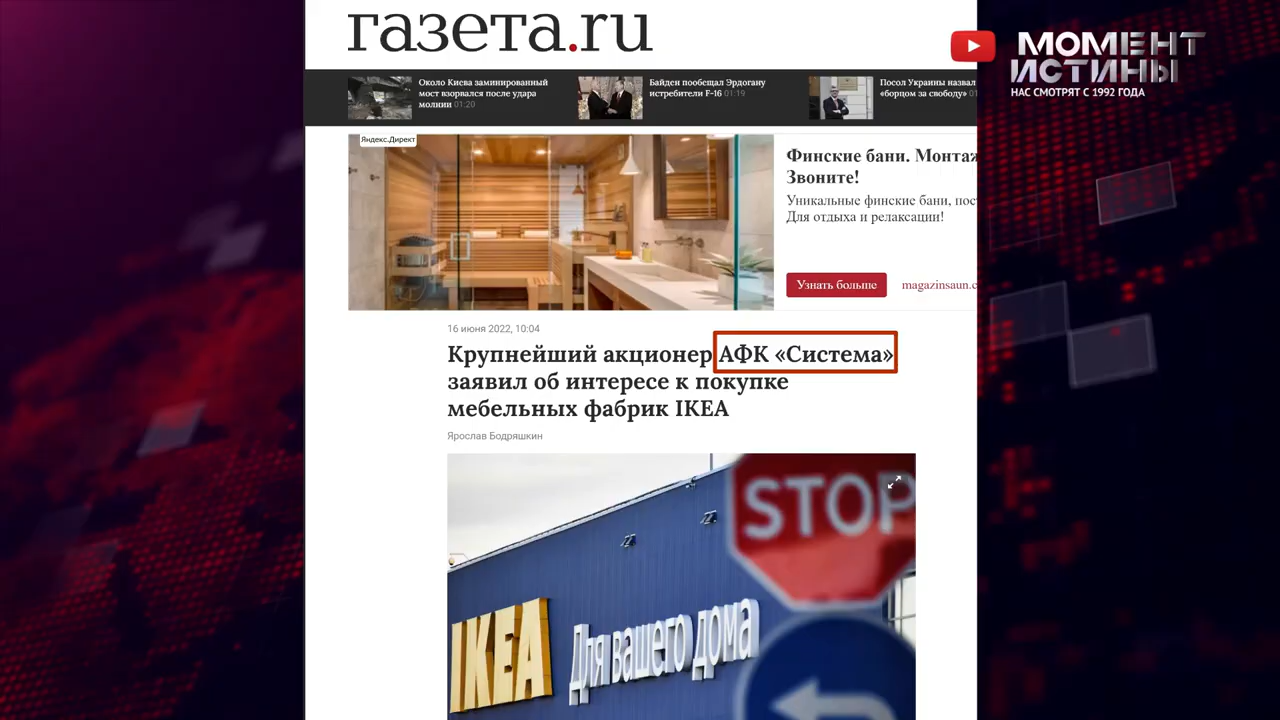 газета.ru
МОМЕНТ
ИСТИНЫ
НАС СМОТРЯТ С 1992 ГОДА
Около Киева заминированный
мост взорвался после удара
молнии 01:20
Байден пообещал Эрдогану
истребители F-16 01:19
Посол Украины назвал
«борцом за свободу»
Яндекс.Директ
Финские бани. Монтаж
Звоните!
Уникальные финские бани,
Для отдыха и релаксации!
Узнать больше
magazinsaun.c
16 июня 2022, 10:04
Крупнейший акционер АФК «Система»
заявил об интересе к покупке
мебельных фабрик IKEA
Ярослав Бодряшкин
STOP
IKEA
Для вашего дома